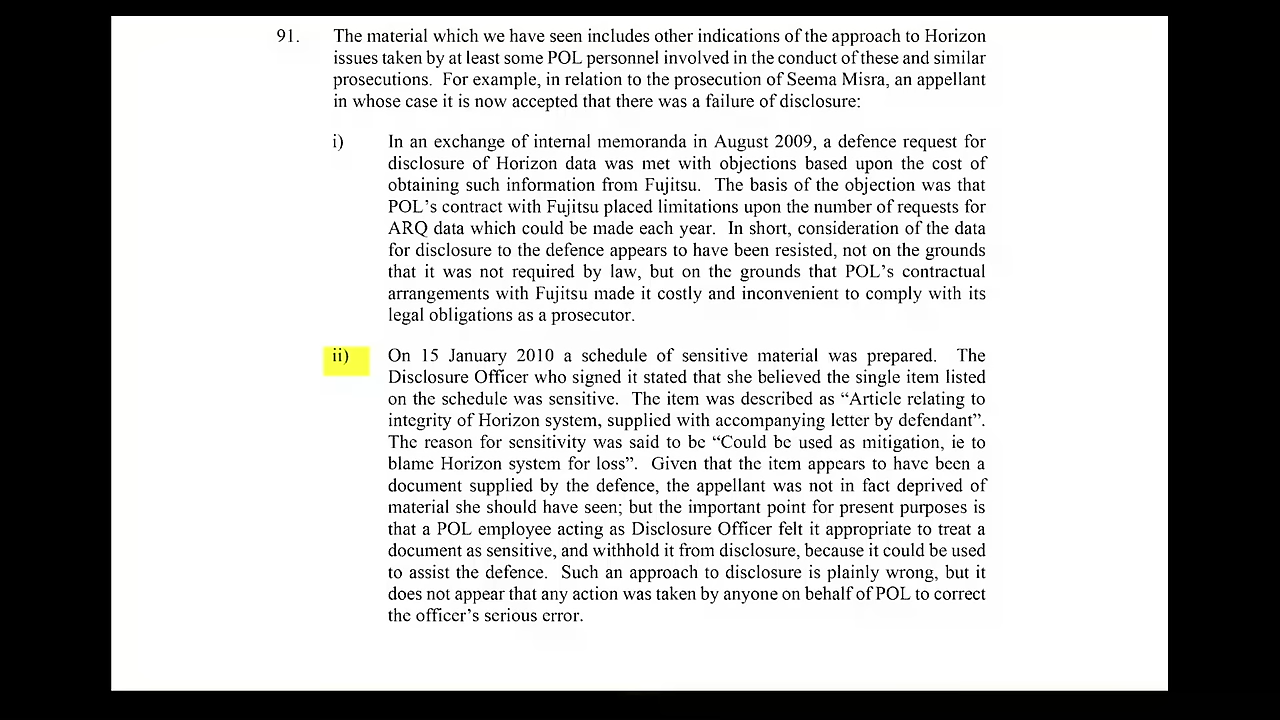 91. The material which we have seen includes other indications of the approach to Horizon
issues taken by at least some POL personnel involved in the conduct of these and similar
prosecutions. For example, in relation to the prosecution of Seema Misra, an appellant
in whose case it is now accepted that there was a failure of disclosure:
i) In an exchange of internal memoranda in August 2009, a defence request for
disclosure of Horizon data was met with objections based upon the cost of
obtaining such information from Fujitsu. The basis of the objection was that
POL's contract with Fujitsu placed limitations upon the number of requests for
ARQ data which could be made each year. In short, consideration of the data
for disclosure to the defence appears to have been resisted, not on the grounds
that it was not required by law, but on the grounds that POL's contractual
arrangements with Fujitsu made it costly and inconvenient to comply with its
legal obligations as a prosecutor.
ii) On 15 January 2010 a schedule of sensitive material was prepared. The
Disclosure Officer who signed it stated that she believed the single item listed
on the schedule was sensitive. The item was described as “Article relating to
integrity of Horizon system, supplied with accompanying letter by defendant”.
The reason for sensitivity was said to be “Could be used as mitigation, ie to
blame Horizon system for loss”. Given that the item appears to have been a
document supplied by the defence, the appellant was not in fact deprived of
material she should have seen; but the important point for present purposes is
that a POL employee acting as Disclosure Officer felt it appropriate to treat a
document as sensitive, and withhold it from disclosure, because it could be used
to assist the defence. Such an approach to disclosure is plainly wrong, but it
does not appear that any action was taken by anyone on behalf of POL to correct
the officer's serious error.